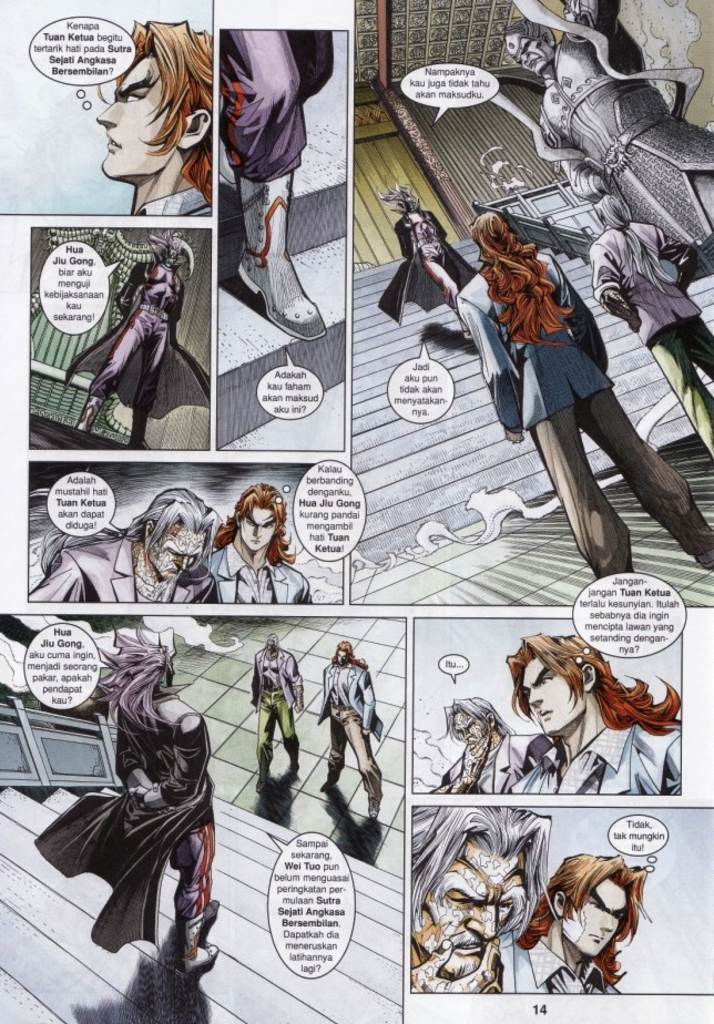 Kenapa
Tuan Ketua begitu
tertarik hati pada Sutra
Sejati Angkasa
Bersembilan?
Nampaknya
kau juga tidak tahu
akan maksudku.
Hua
Jiu Gong,
biar aku
menguji
kebijaksanaan
kau
sekarang!
Adakah
kau faham
akan maksud
aku ini?
Jadi
aku pun
tidak akan
menyatakan-
nya.
Adalah
mustahil hati
Tuan Ketua
akan dapat
diduga!
Kalau
berbanding
denganku,
Hua Jiu Gong
kurang pandai
mengambil
hati Tuan
Ketua!
Hua
Jiu Gong,
aku cuma ingin,
menjadi seorang
pakar, apakah
pendapat
kau?
Sampai
sekarang,
Wei Tuo pun
belum menguasai
peringkatan per-
mulaan Sutra
Sejati Angkasa
Bersembilan.
Dapatkah dia
meneruskan
latihannya
lagi?
Jangan-
jangan Tuan Ketua
terlalu kesunyian. Itulah
sebabnya dia ingin
mencipta lawan yang
setanding dengan-
nya?
Itu...
Tidak,
tak mungkin
itu!
14